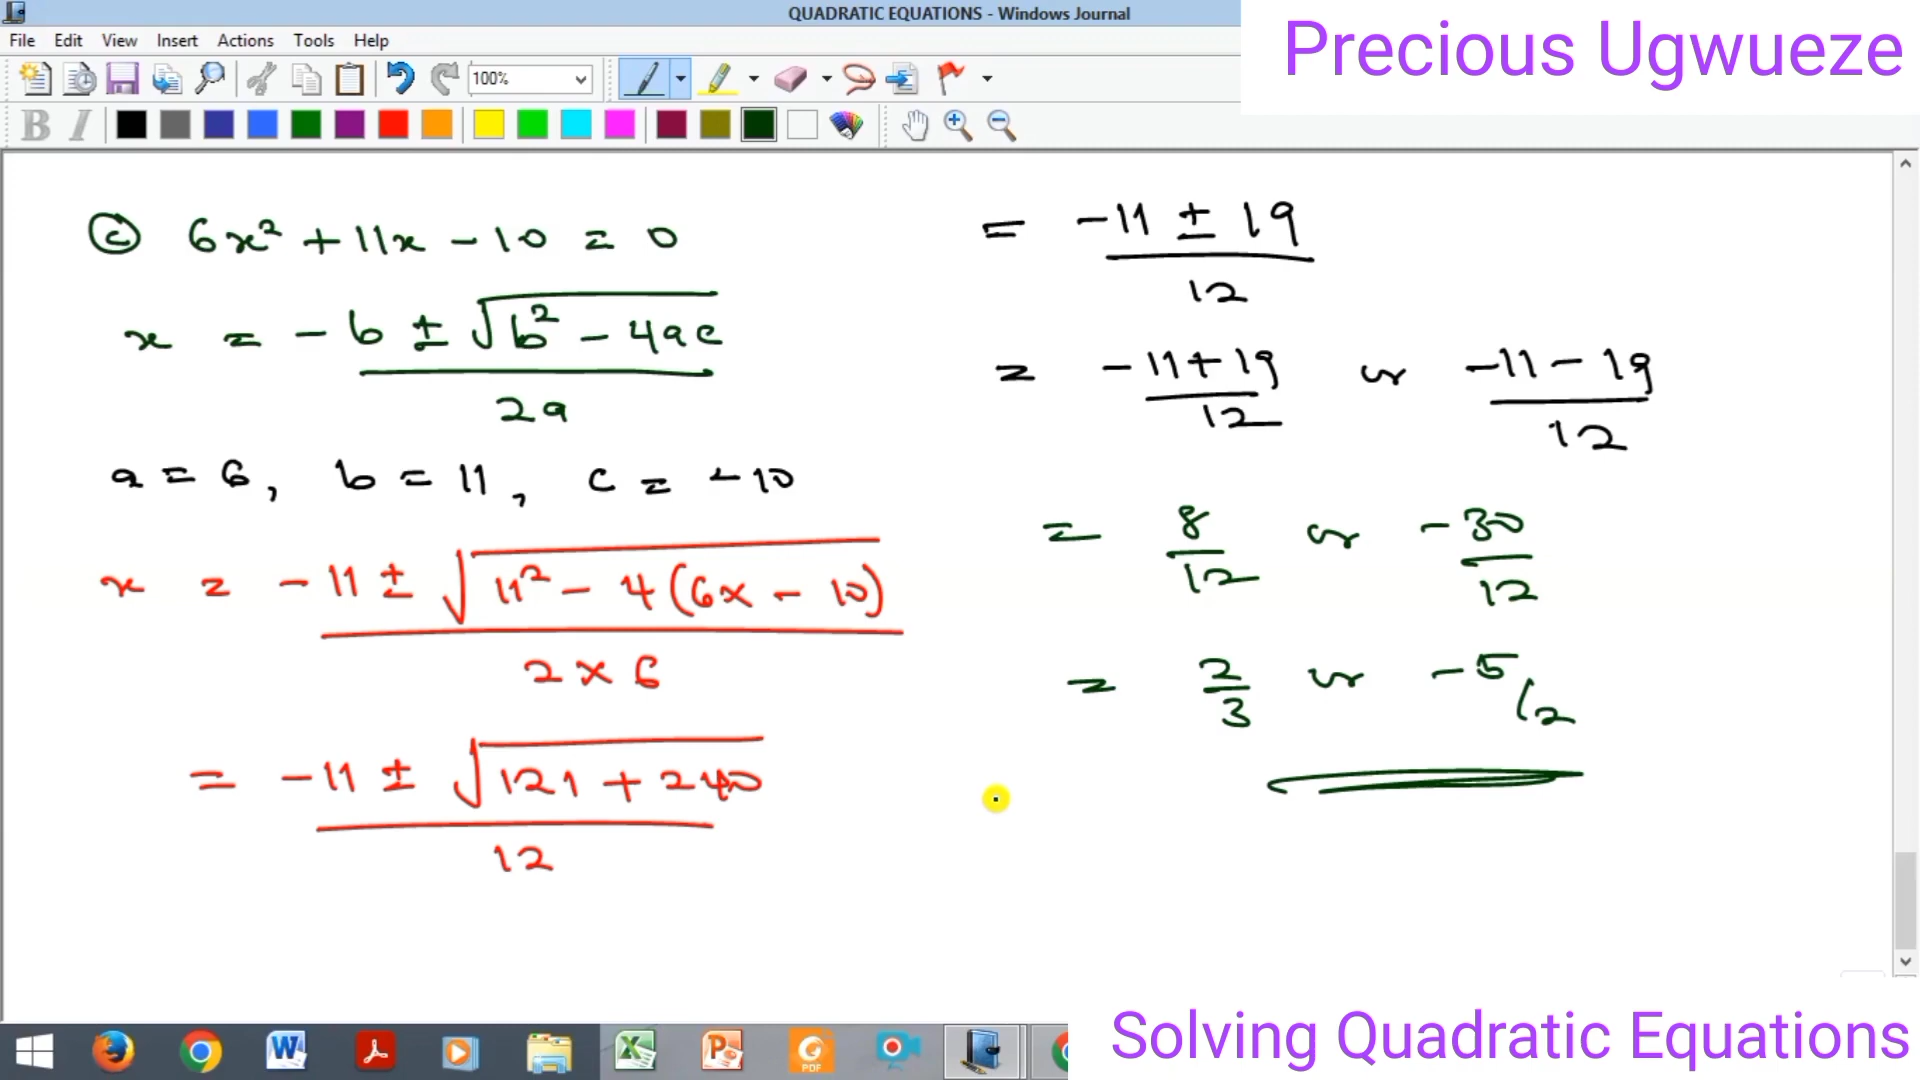 QUADRATIC EQUATIONS - Windows Journal
Precious Ugwueze
File Edit View Insert Actions Tools Help
100%
B I
ⓒ 6x² + 11x - 10 = 0
x = -b ± √b² - 4ac
2a
a = 6, b = 11, c = -10
x = -11 ± √11² - 4(6x - 10)
2 x 6
= -11 ± √121 + 240
12
= -11 ± 19
12
= -11+19 or -11-19
12 12
= 8 or -30
12 12
= 2 or -5/2
3
PDF
Solving Quadratic Equations